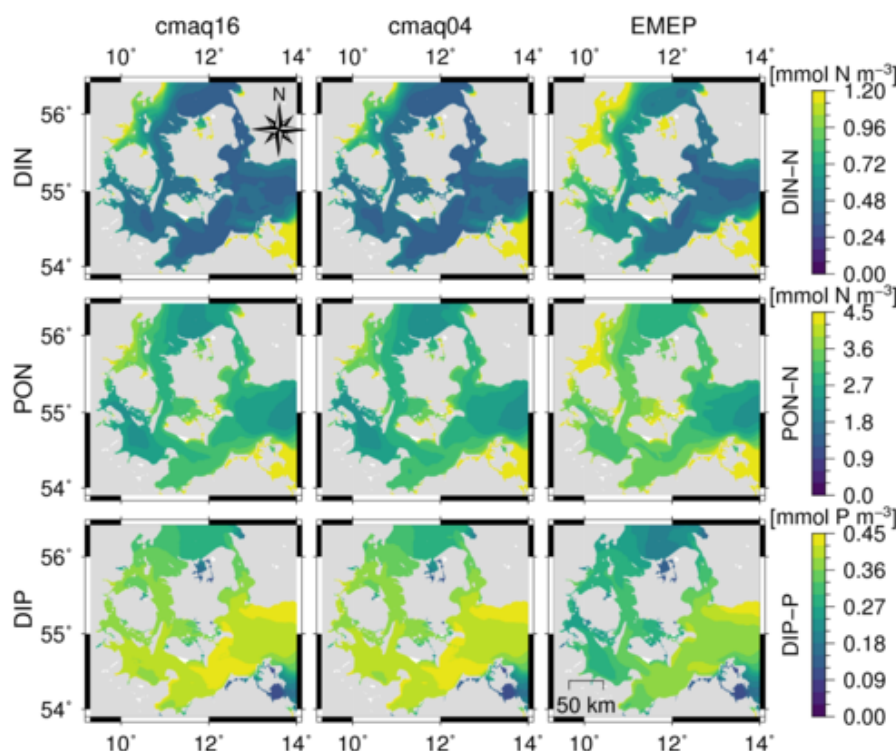 cmaq16 cmaq04 EMEP
10° 12° 14° 10° 12° 14° 10° 12° 14°
[mmol N m⁻³]
N
56°
55°
54°
DIN
1.20
0.96
0.72
0.48
0.24
0.00
DIN−N
[mmol N m⁻³]
56°
55°
54°
PON
4.5
3.6
2.7
1.8
0.9
0.0
PON−N
[mmol P m⁻³]
56°
55°
54°
DIP
0.45
0.36
0.27
0.18
0.09
0.00
DIP−P
50 km
10° 12° 14° 10° 12° 14° 10° 12° 14°